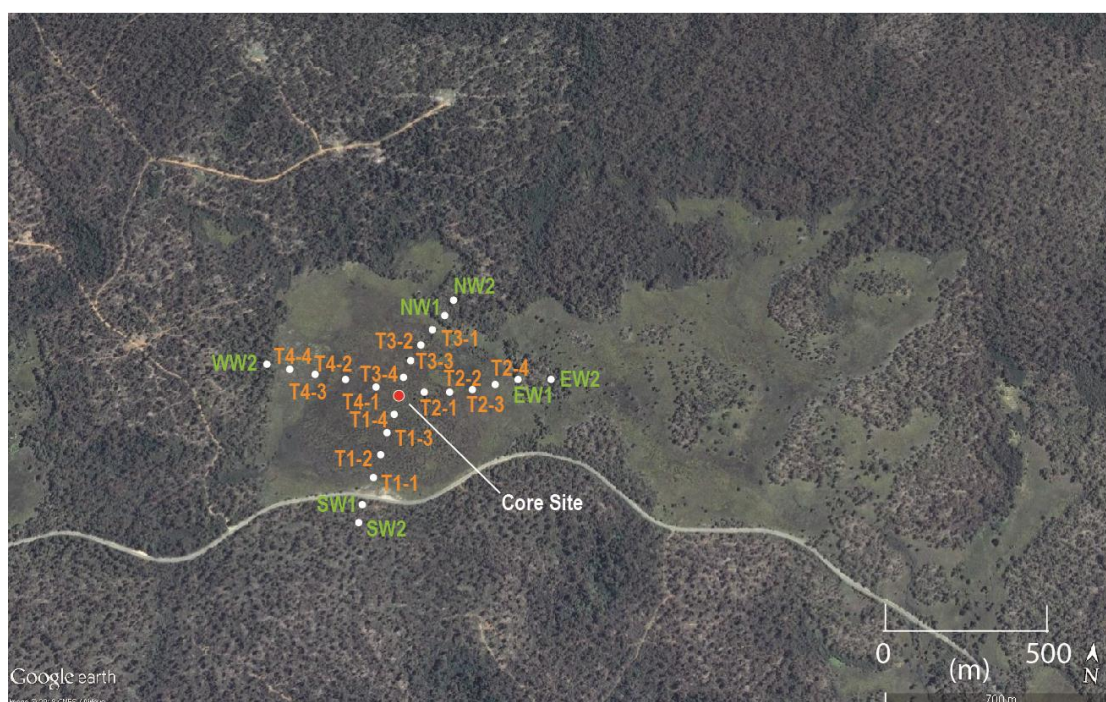 NW2
NW1
T3-2
T3-1
T3-3
WW2
T4-4
T4-2
T3-4
T2-2
T2-4
EW2
T4-3
T4-1
T2-1
T2-3
EW1
T1-4
T1-3
T1-2
T1-1
SW1
SW2
Core Site
0
500
(m)
N
Google earth
700 m